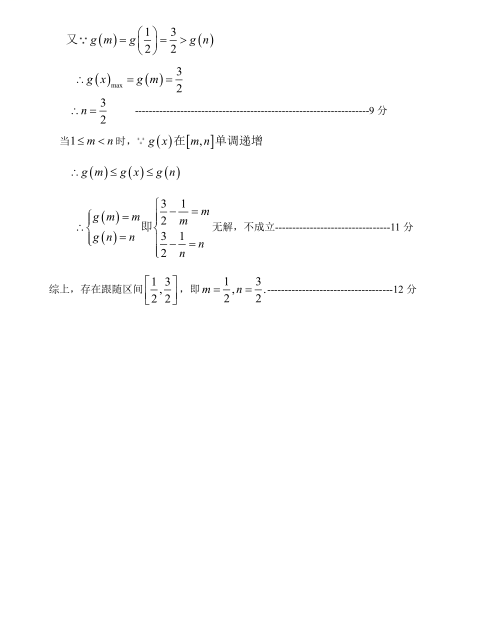 又∵ g(m) = g(1/2) = 3/2 > g(n)
∴ g(x)max = g(m) = 3/2
∴ n = 3/2 --------------------------------------------------------------------9 分
当1 ≤ m < n 时，∵ g(x) 在 [m,n] 单调递增
∴ g(m) ≤ g(x) ≤ g(n)
∴ { g(m) = m, g(n) = n 即 { 3/2 − 1/m = m, 3/2 − 1/n = n 无解，不成立---------------------------------11 分
综上，存在跟随区间 [1/2, 3/2]，即 m = 1/2, n = 3/2.------------------------------------12 分